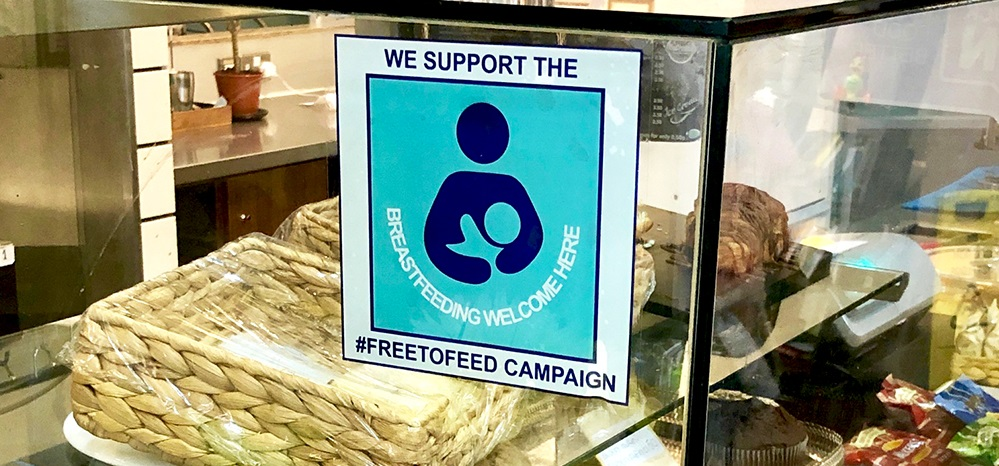 WE SUPPORT THE
BREASTFEEDING WELCOME HERE
#FREETOFEED CAMPAIGN